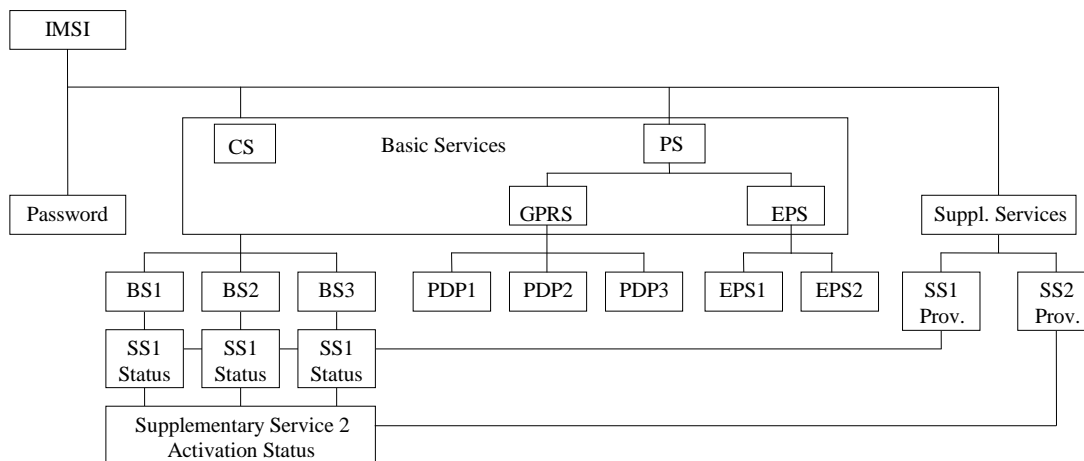 IMSI
CS
Basic Services
PS
Password
GPRS
EPS
Suppl. Services
BS1
BS2
BS3
PDP1
PDP2
PDP3
EPS1
EPS2
SS1
Prov.
SS2
Prov.
SS1
Status
SS1
Status
SS1
Status
Supplementary Service 2
Activation Status